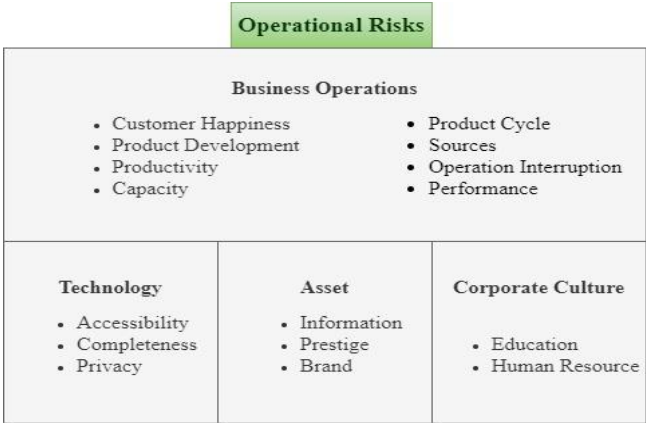 Operational Risks
Business Operations
• Customer Happiness
• Product Development
• Productivity
• Capacity
• Product Cycle
• Sources
• Operation Interruption
• Performance
Technology
• Accessibility
• Completeness
• Privacy
Asset
• Information
• Prestige
• Brand
Corporate Culture
• Education
• Human Resource